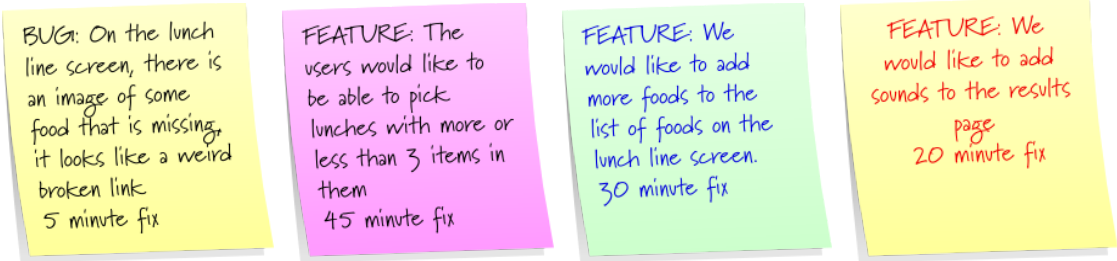 BUG: On the lunch
line screen, there is
an image of some
food that is missing,
it looks like a weird
broken link
5 minute fix
FEATURE: The
users would like to
be able to pick
lunches with more or
less than 3 items in
them
45 minute fix
FEATURE: We
would like to add
more foods to the
list of foods on the
lunch line screen.
30 minute fix
FEATURE: We
would like to add
sounds to the results
page
20 minute fix